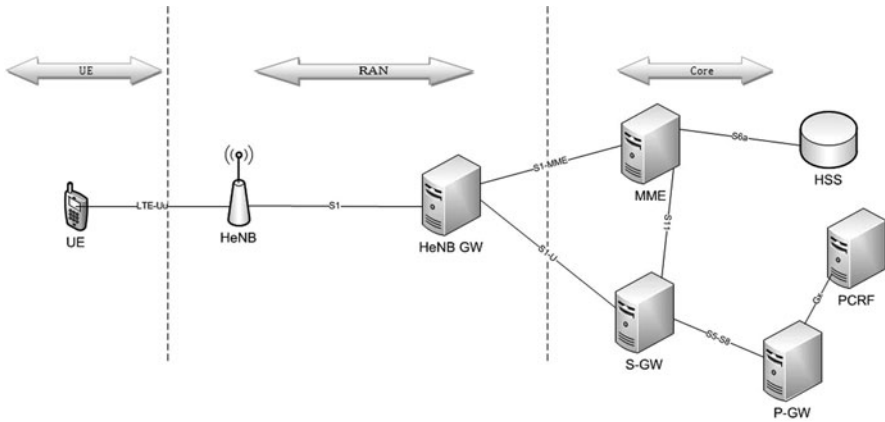 UE
RAN
Core
S1-MME
S6a
MME
HSS
LTE-Uu
S1
UE
HeNB
HeNB GW
S11
S1-U
Gx
PCRF
S5-S8
S-GW
P-GW